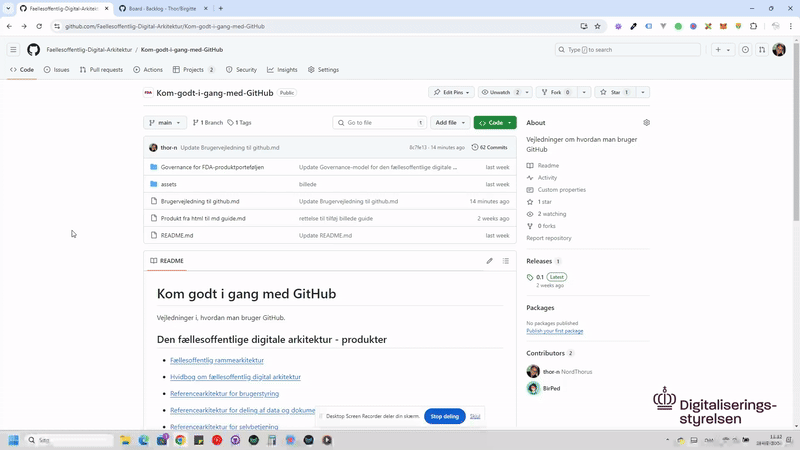 Faellesoffentlig-Digital-Arkitektur
Board · Backlog - Thor/Birgitte
github.com/Faellesoffentlig-Digital-Arkitektur/Kom-godt-i-gang-med-GitHub
Faellesoffentlig-Digital-Arkitektur / Kom-godt-i-gang-med-GitHub
Type / to search
Code Issues Pull requests Actions Projects 2 Security Insights Settings
FDA Kom-godt-i-gang-med-GitHub Public
Edit Pins Unwatch 2 Fork 0 Star 1
main 1 Branch 1 Tags Go to file t Add file Code
thor-n Update Brugervejledning til github.md 14 minutes ago 62 Commits
Governance for FDA-produktporteføljen Update Governance-model for den fællesoffentlige digitale ... last week
assets billede last week
Brugervejledning til github.md Update Brugervejledning til github.md 14 minutes ago
Produkt fra html til md guide.md rettelse til tilføj billede guide 2 weeks ago
README.md Update README.md last week
README
Kom godt i gang med GitHub
Vejledninger i, hvordan man bruger GitHub.
Den fællesoffentlige digitale arkitektur - produkter
Fællesoffentlig rammearkitektur
Hvidbog om fællesoffentlig digital arkitektur
Referencearkitektur for brugerstyring
Referencearkitektur for deling af data og dokume
Referencearkitektur for selvbetjening
About
Vejledninger om hvordan man bruger
GitHub
Readme
Activity
Custom properties
1 star
2 watching
0 forks
Report repository
Releases 1
0.1 Latest
2 weeks ago
Packages
No packages published
Publish your first package
Contributors 2
thor-n NordThorus
BirPed
Desktop Screen Recorder deler din skærm. Stop deling Skjul
Digitaliserings-
styrelsen
Søg